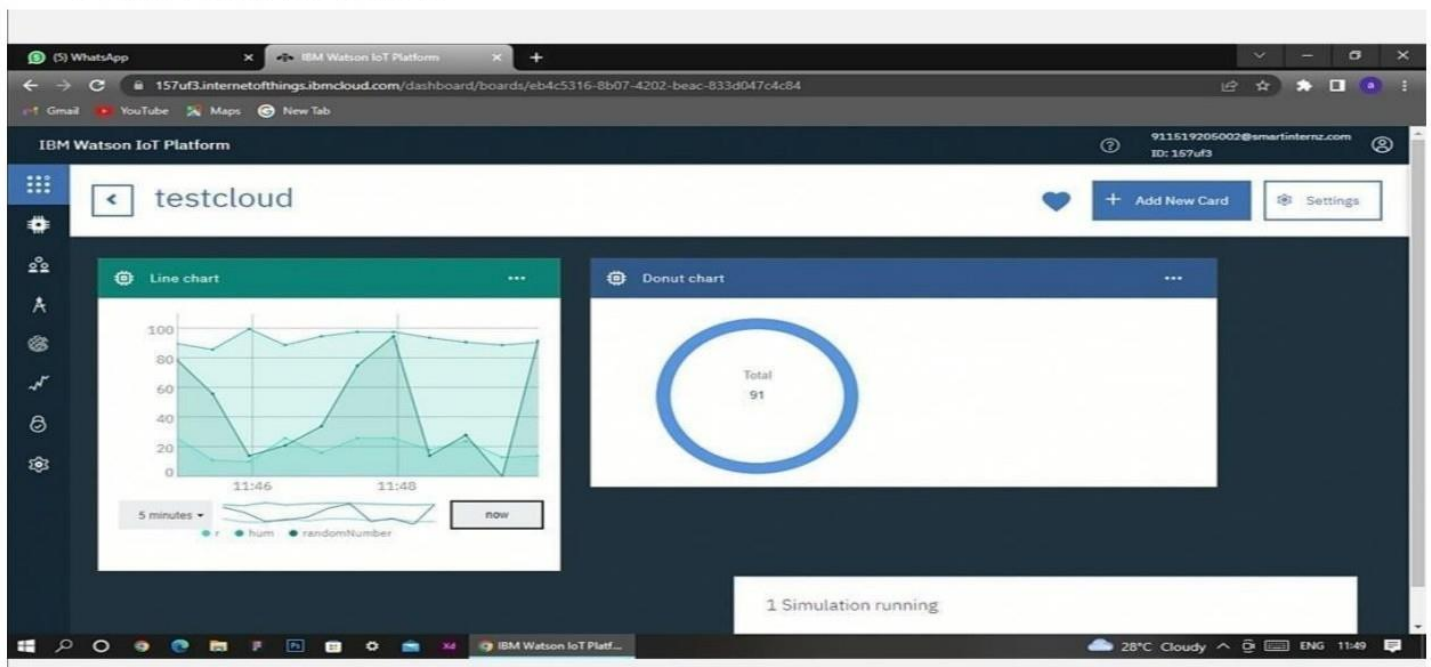 (5) WhatsApp
IBM Watson IoT Platform
157uf3.internetofthings.ibmcloud.com/dashboard/boards/eb4c5316-8b07-4202-beac-833d047c4c84
Gmail YouTube Maps New Tab
IBM Watson IoT Platform
911519205002@smartinternz.com
ID: 157uf3
testcloud
Add New Card
Settings
Line chart
Donut chart
100
80
60
40
20
0
11:46 11:48
5 minutes
now
r hum randomNumber
Total
91
1 Simulation running
IBM Watson IoT Platf...
28°C Cloudy ENG 11:49